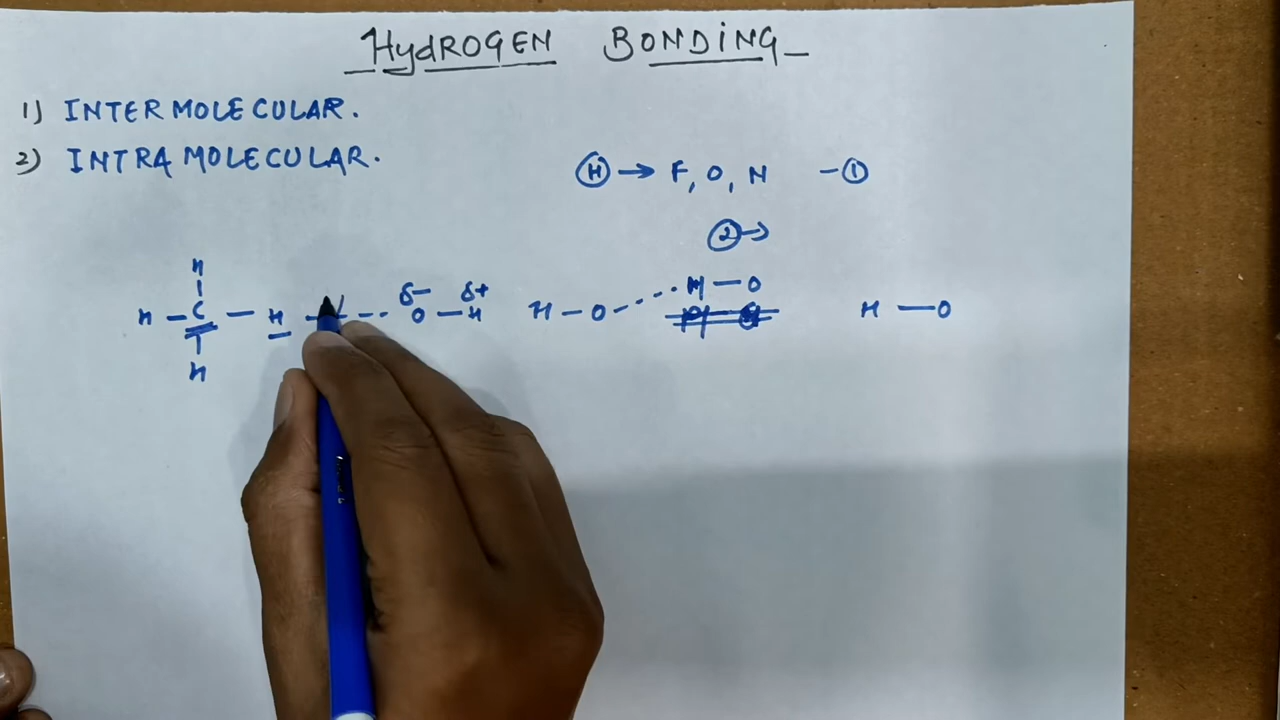 HydROGEN BONDING
1) INTERMOLECULAR.
2) INTRAMOLECULAR.
H → F, O, N - 1
2 →
H
H - C - H --- O - H H - O --- H - O H - O
δ- δ+
H